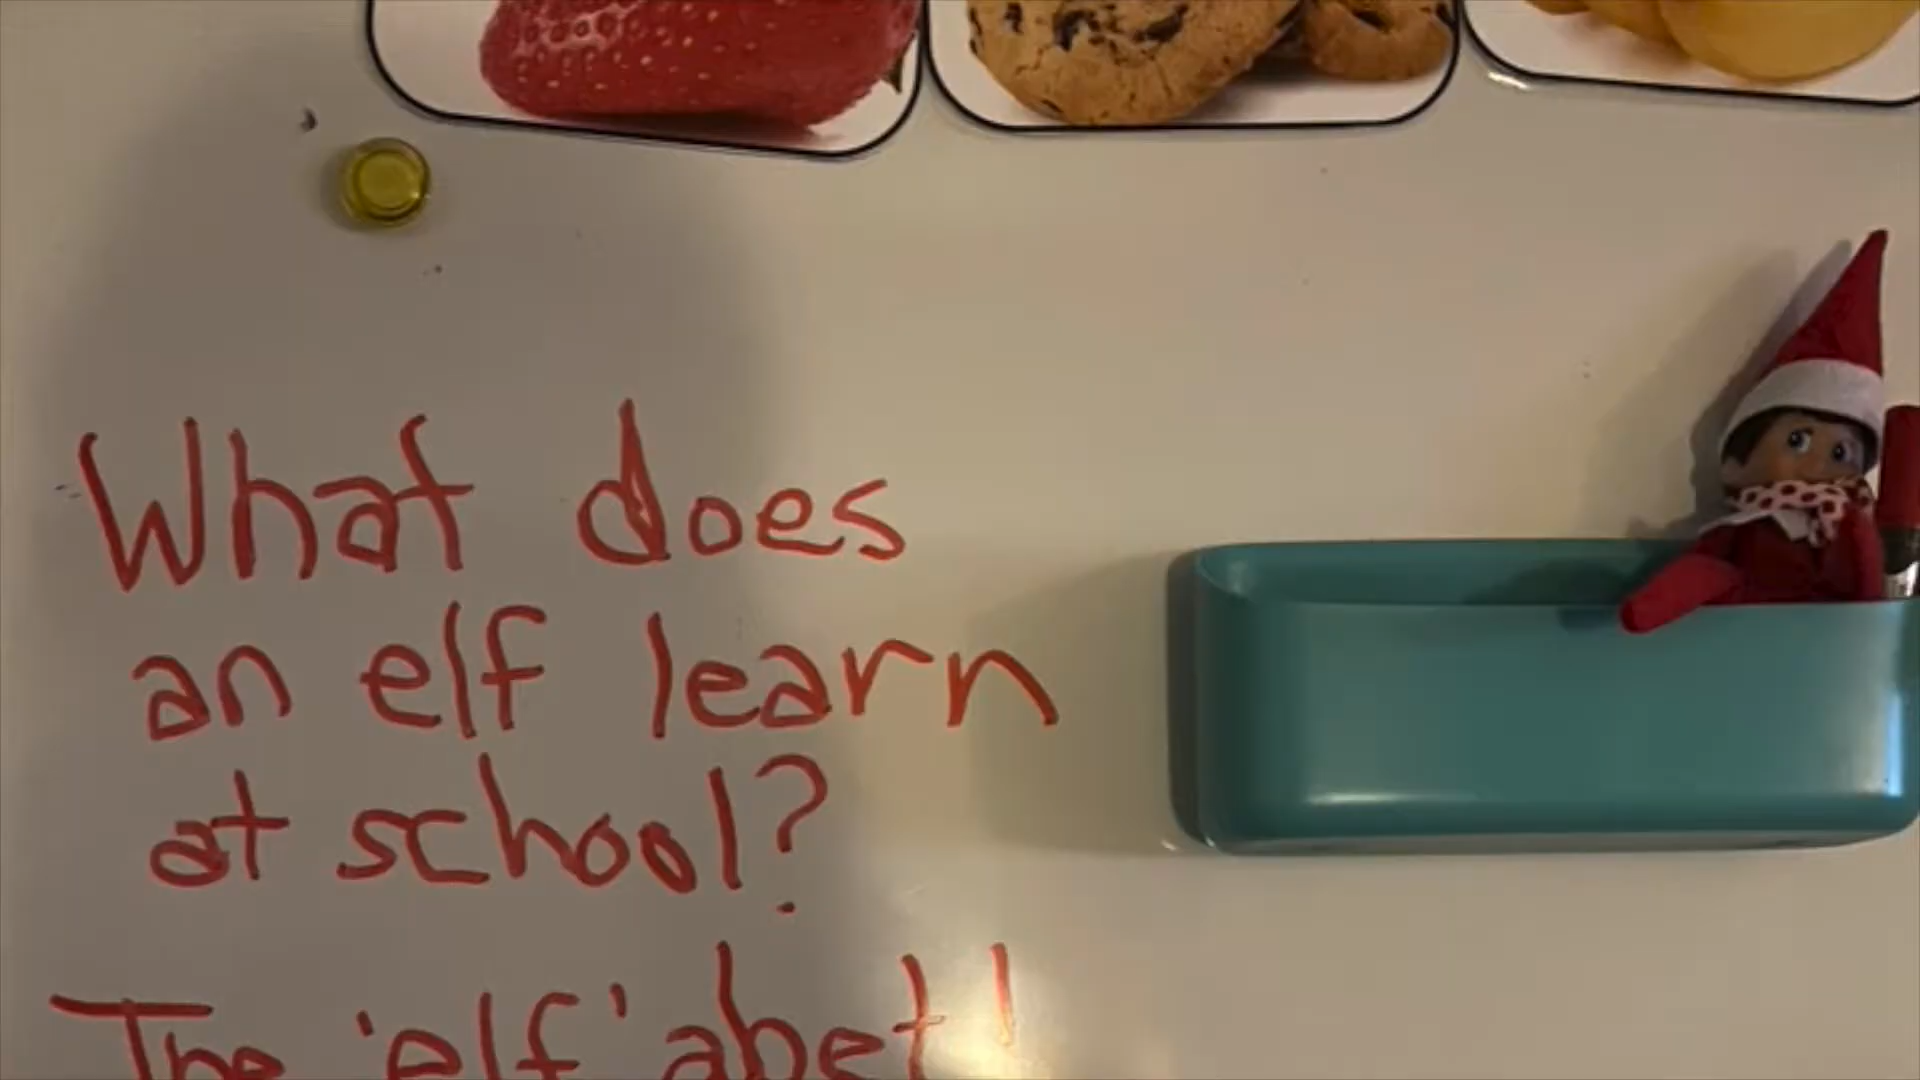 What does
an elf learn
at school?
The 'elf' abet!